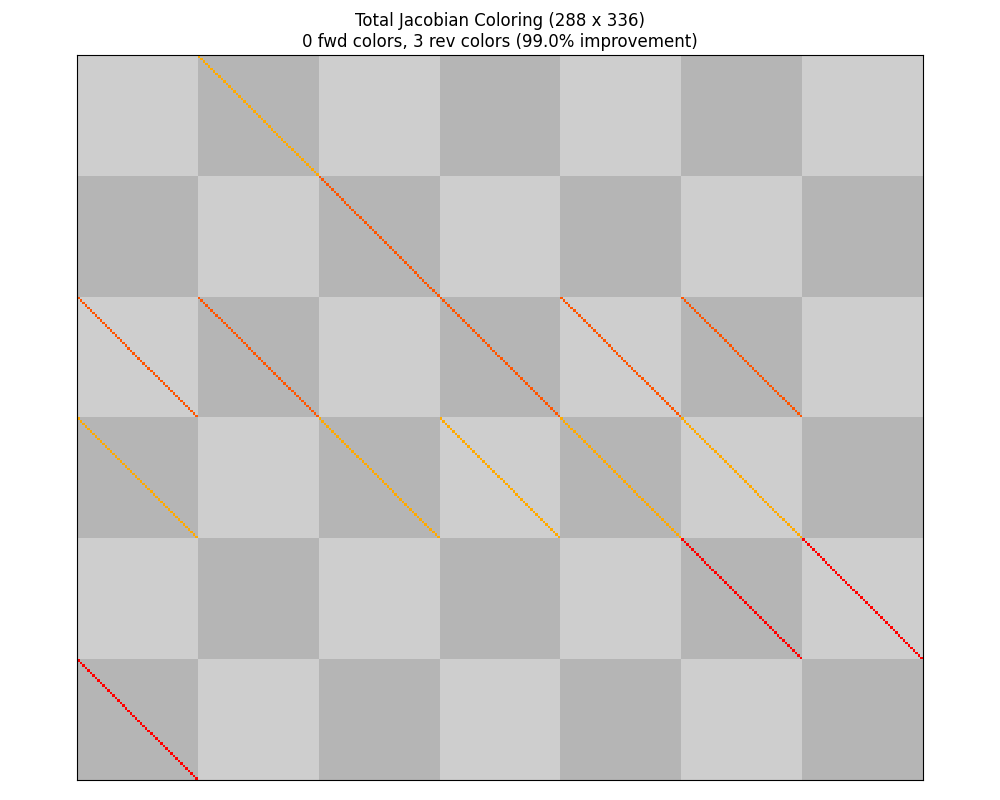 Total Jacobian Coloring (288 x 336)
0 fwd colors, 3 rev colors (99.0% improvement)